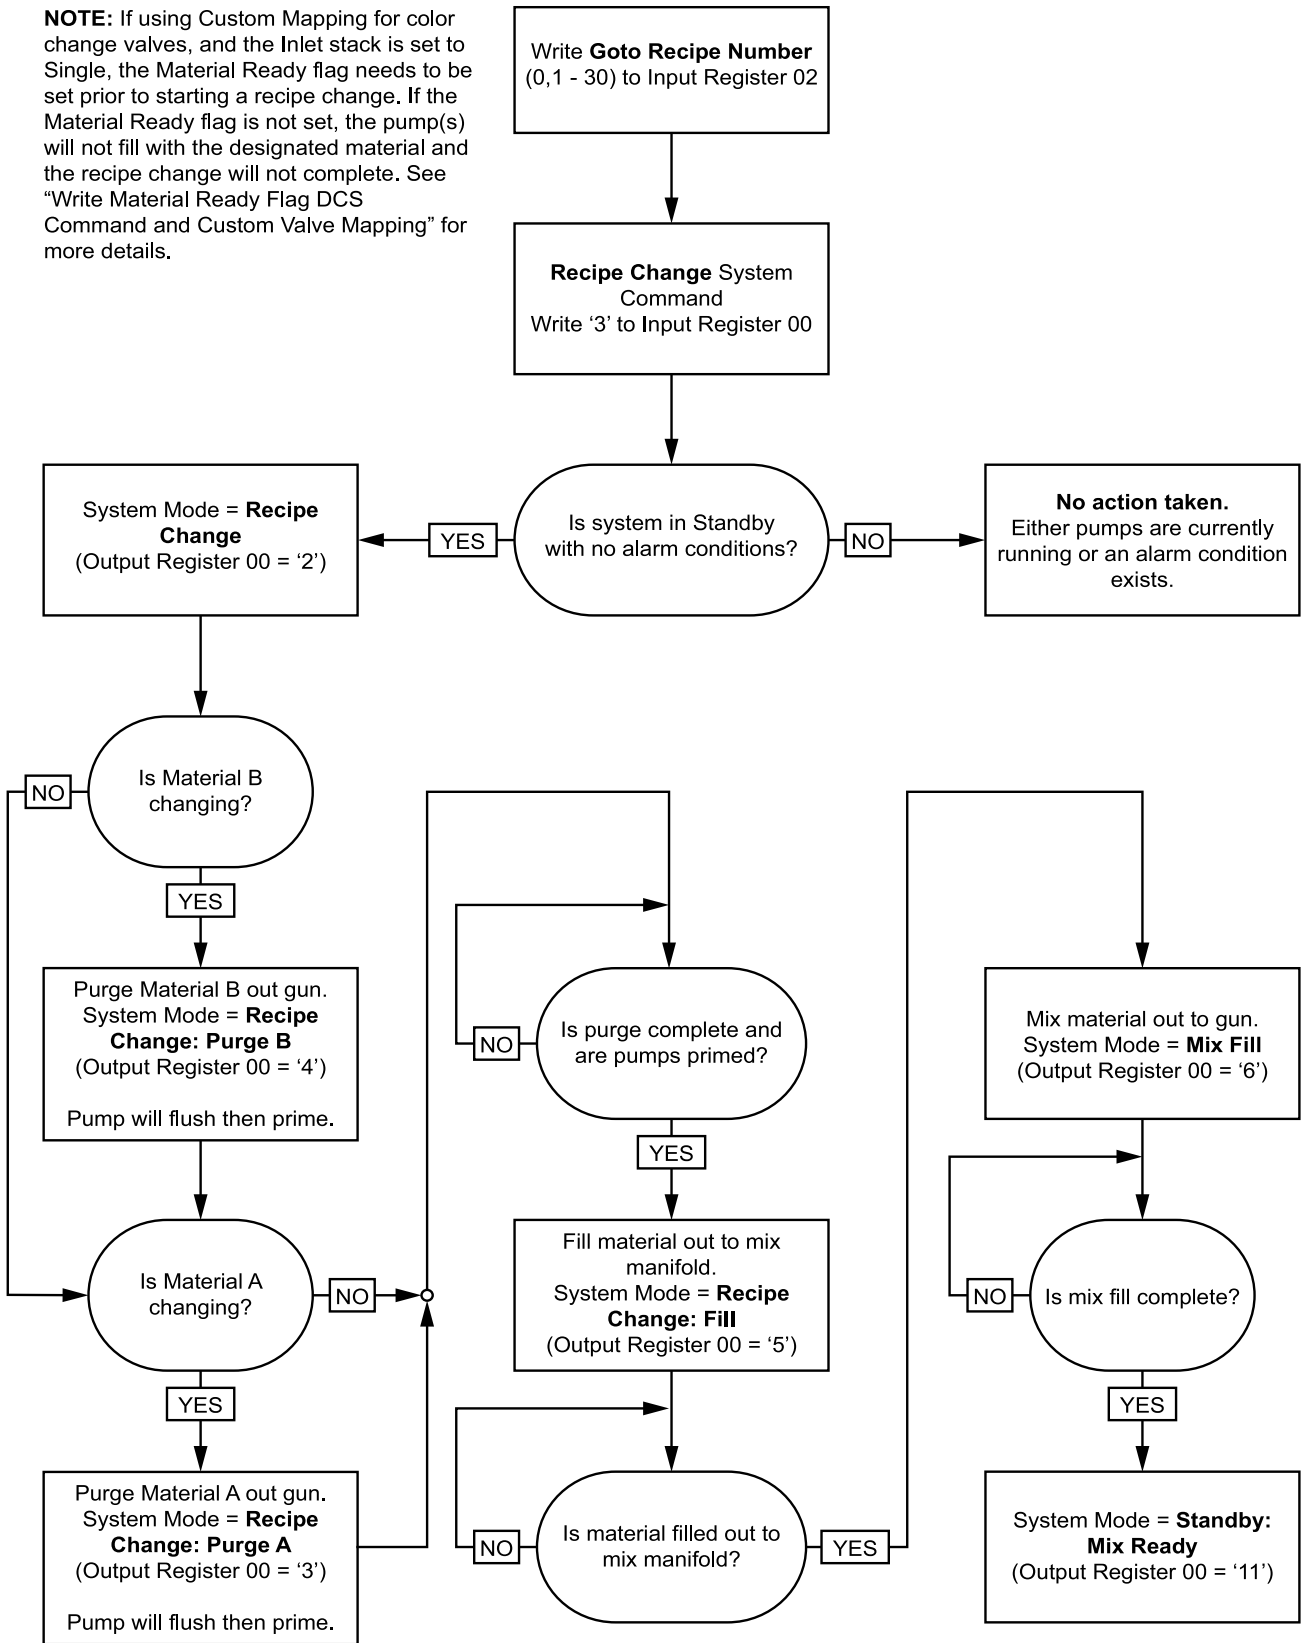 NOTE: If using Custom Mapping for color
change valves, and the Inlet stack is set to
Single, the Material Ready flag needs to be
set prior to starting a recipe change. If the
Material Ready flag is not set, the pump(s)
will not fill with the designated material and
the recipe change will not complete. See
“Write Material Ready Flag DCS
Command and Custom Valve Mapping” for
more details.
Write Goto Recipe Number
(0,1 - 30) to Input Register 02
Recipe Change System
Command
Write ‘3’ to Input Register 00
Is system in Standby
with no alarm conditions?
YES
NO
No action taken.
Either pumps are currently
running or an alarm condition
exists.
System Mode = Recipe
Change
(Output Register 00 = ‘2’)
Is Material B
changing?
NO
YES
Purge Material B out gun.
System Mode = Recipe
Change: Purge B
(Output Register 00 = ‘4’)
Pump will flush then prime.
Is Material A
changing?
NO
YES
Purge Material A out gun.
System Mode = Recipe
Change: Purge A
(Output Register 00 = ‘3’)
Pump will flush then prime.
Is purge complete and
are pumps primed?
NO
YES
Fill material out to mix
manifold.
System Mode = Recipe
Change: Fill
(Output Register 00 = ‘5’)
Is material filled out to
mix manifold?
NO
YES
Mix material out to gun.
System Mode = Mix Fill
(Output Register 00 = ‘6’)
Is mix fill complete?
NO
YES
System Mode = Standby:
Mix Ready
(Output Register 00 = ‘11’)